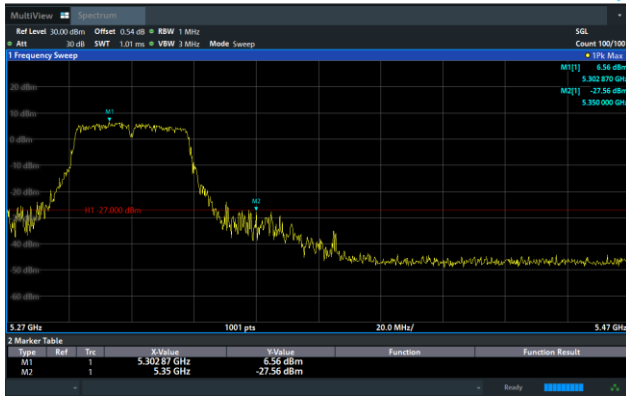 MultiView Spectrum
Ref Level 30.00 dBm Offset 0.54 dB RBW 1 MHz SGL
Att 30 dB SWT 1.01 ms VBW 3 MHz Mode Sweep Count 100/100
1 Frequency Sweep 1Pk Max
M1[1] 6.56 dBm
5.302 870 GHz
20 dBm
M2[1] -27.56 dBm
5.350 000 GHz
10 dBm
M1
0 dBm
-10 dBm
-20 dBm
M2
H1 -27.000 dBm
-40 dBm
-50 dBm
-60 dBm
5.27 GHz 1001 pts 20.0 MHz/ 5.47 GHz
2 Marker Table
Type Ref Trc X-Value Y-Value Function Function Result
M1 1 5.302 87 GHz 6.56 dBm
M2 1 5.35 GHz -27.56 dBm
Ready